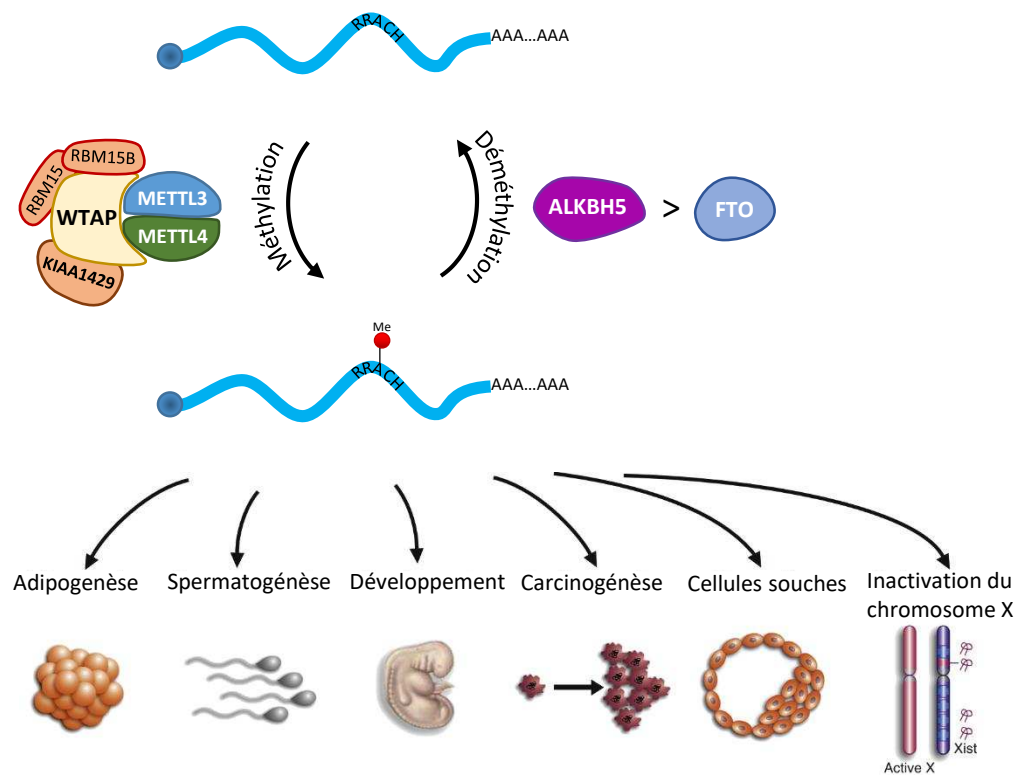 RRACH
AAA...AAA
RBM15B
RBM15
WTAP
METTL3
METTL4
KIAA1429
Méthylation
Déméthylation
ALKBH5
>
FTO
Me
RRACH
AAA...AAA
Adipogenèse
Spermatogénèse
Développement
Carcinogénèse
Cellules souches
Inactivation du
chromosome X
Xist
Active X